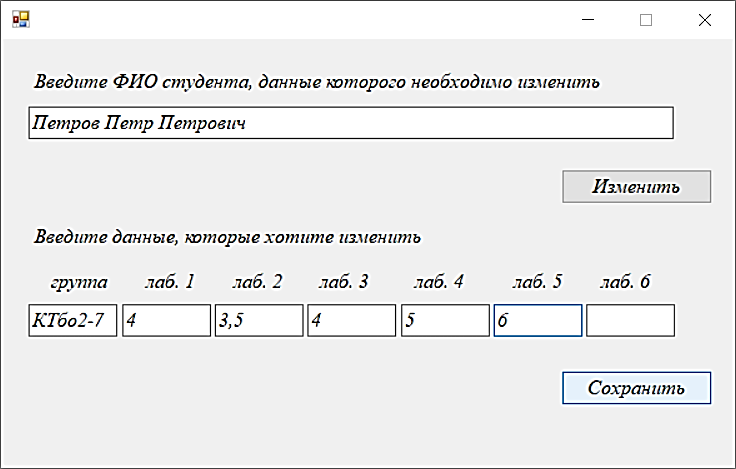 Введите ФИО студента, данные которого необходимо изменить
Петров Петр Петрович
Изменить
Введите данные, которые хотите изменить
группа лаб. 1 лаб. 2 лаб. 3 лаб. 4 лаб. 5 лаб. 6
КТбо2-7 4 3,5 4 5 6
Сохранить